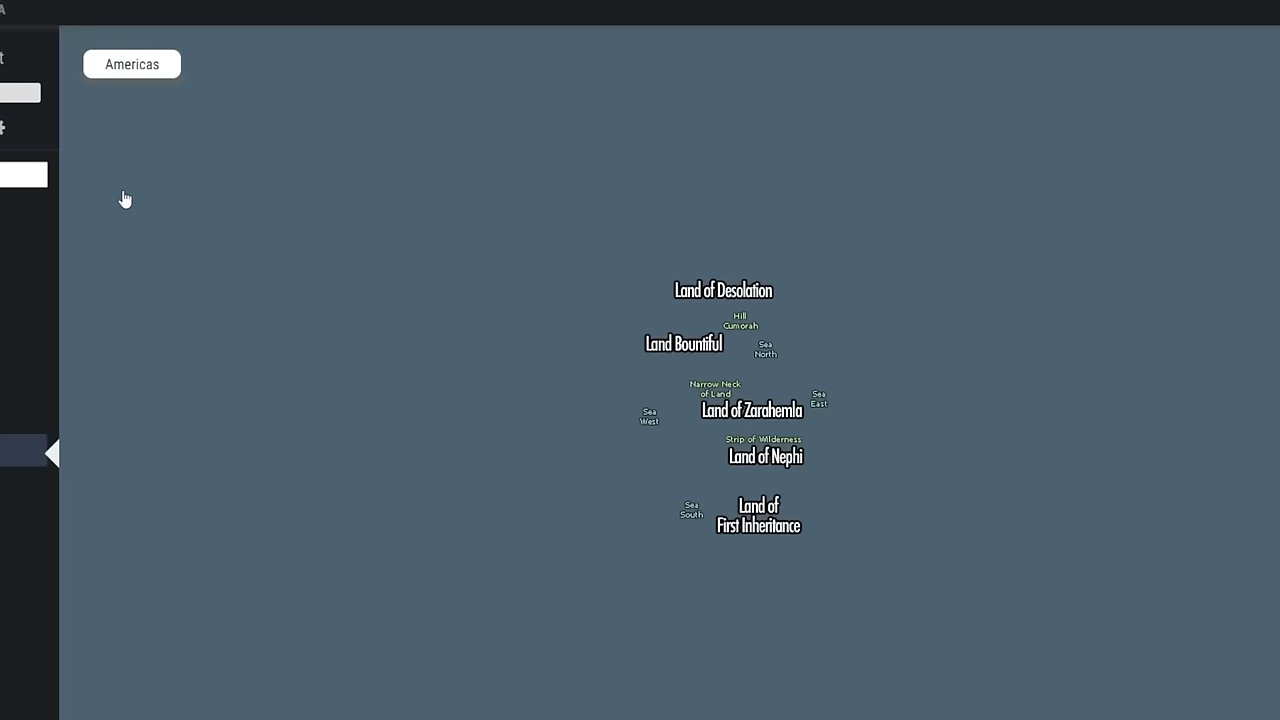 A
t
Americas
Land of Desolation
Hill
Cumorah
Land Bountiful
Sea
North
Narrow Neck
of Land
Sea
East
Land of Zarahemla
Sea
West
Strip of Wilderness
Land of Nephi
Sea
South
Land of
First Inheritance